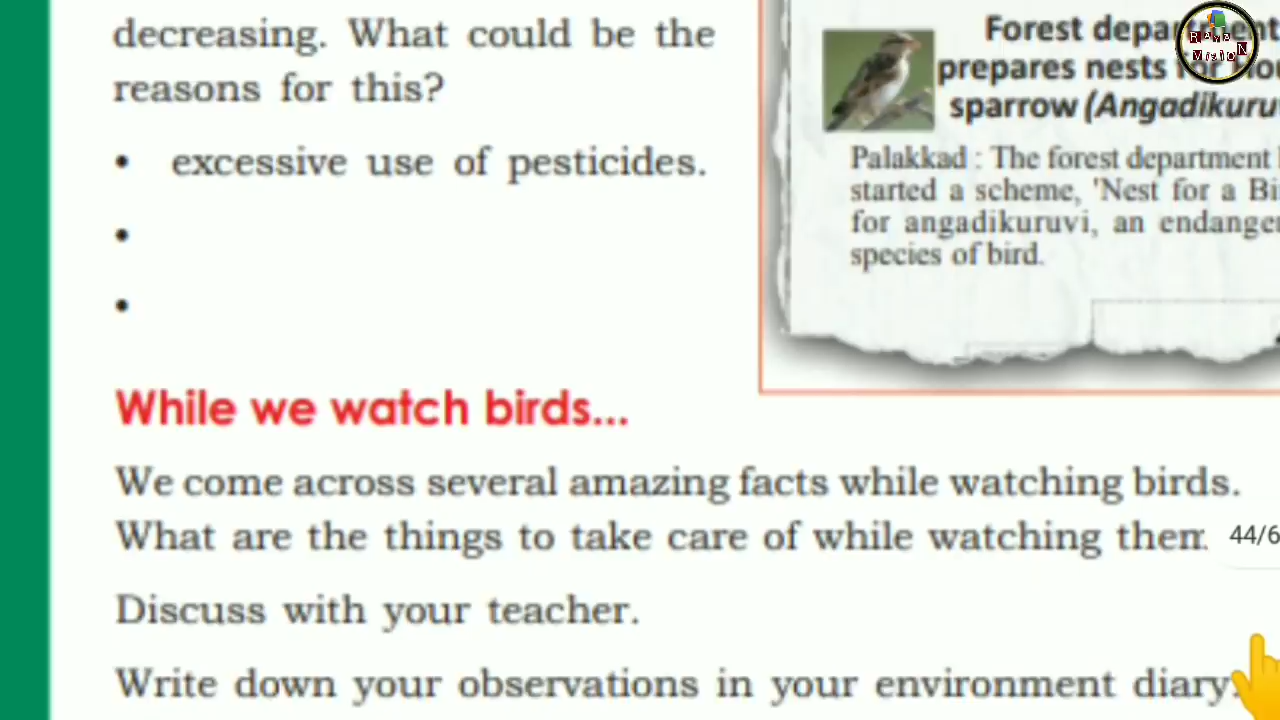 decreasing. What could be the
reasons for this?
• excessive use of pesticides.
•
•
Forest department
prepares nests for
sparrow (Angadikuru
Palakkad : The forest department
started a scheme, 'Nest for a
for angadikuruvi, an
species of bird.
While we watch birds...
We come across several amazing facts while watching birds.
What are the things to take care of while watching them
Discuss with your teacher.
Write down your observations in your environment diary.
44/6
RAMAN
VISION